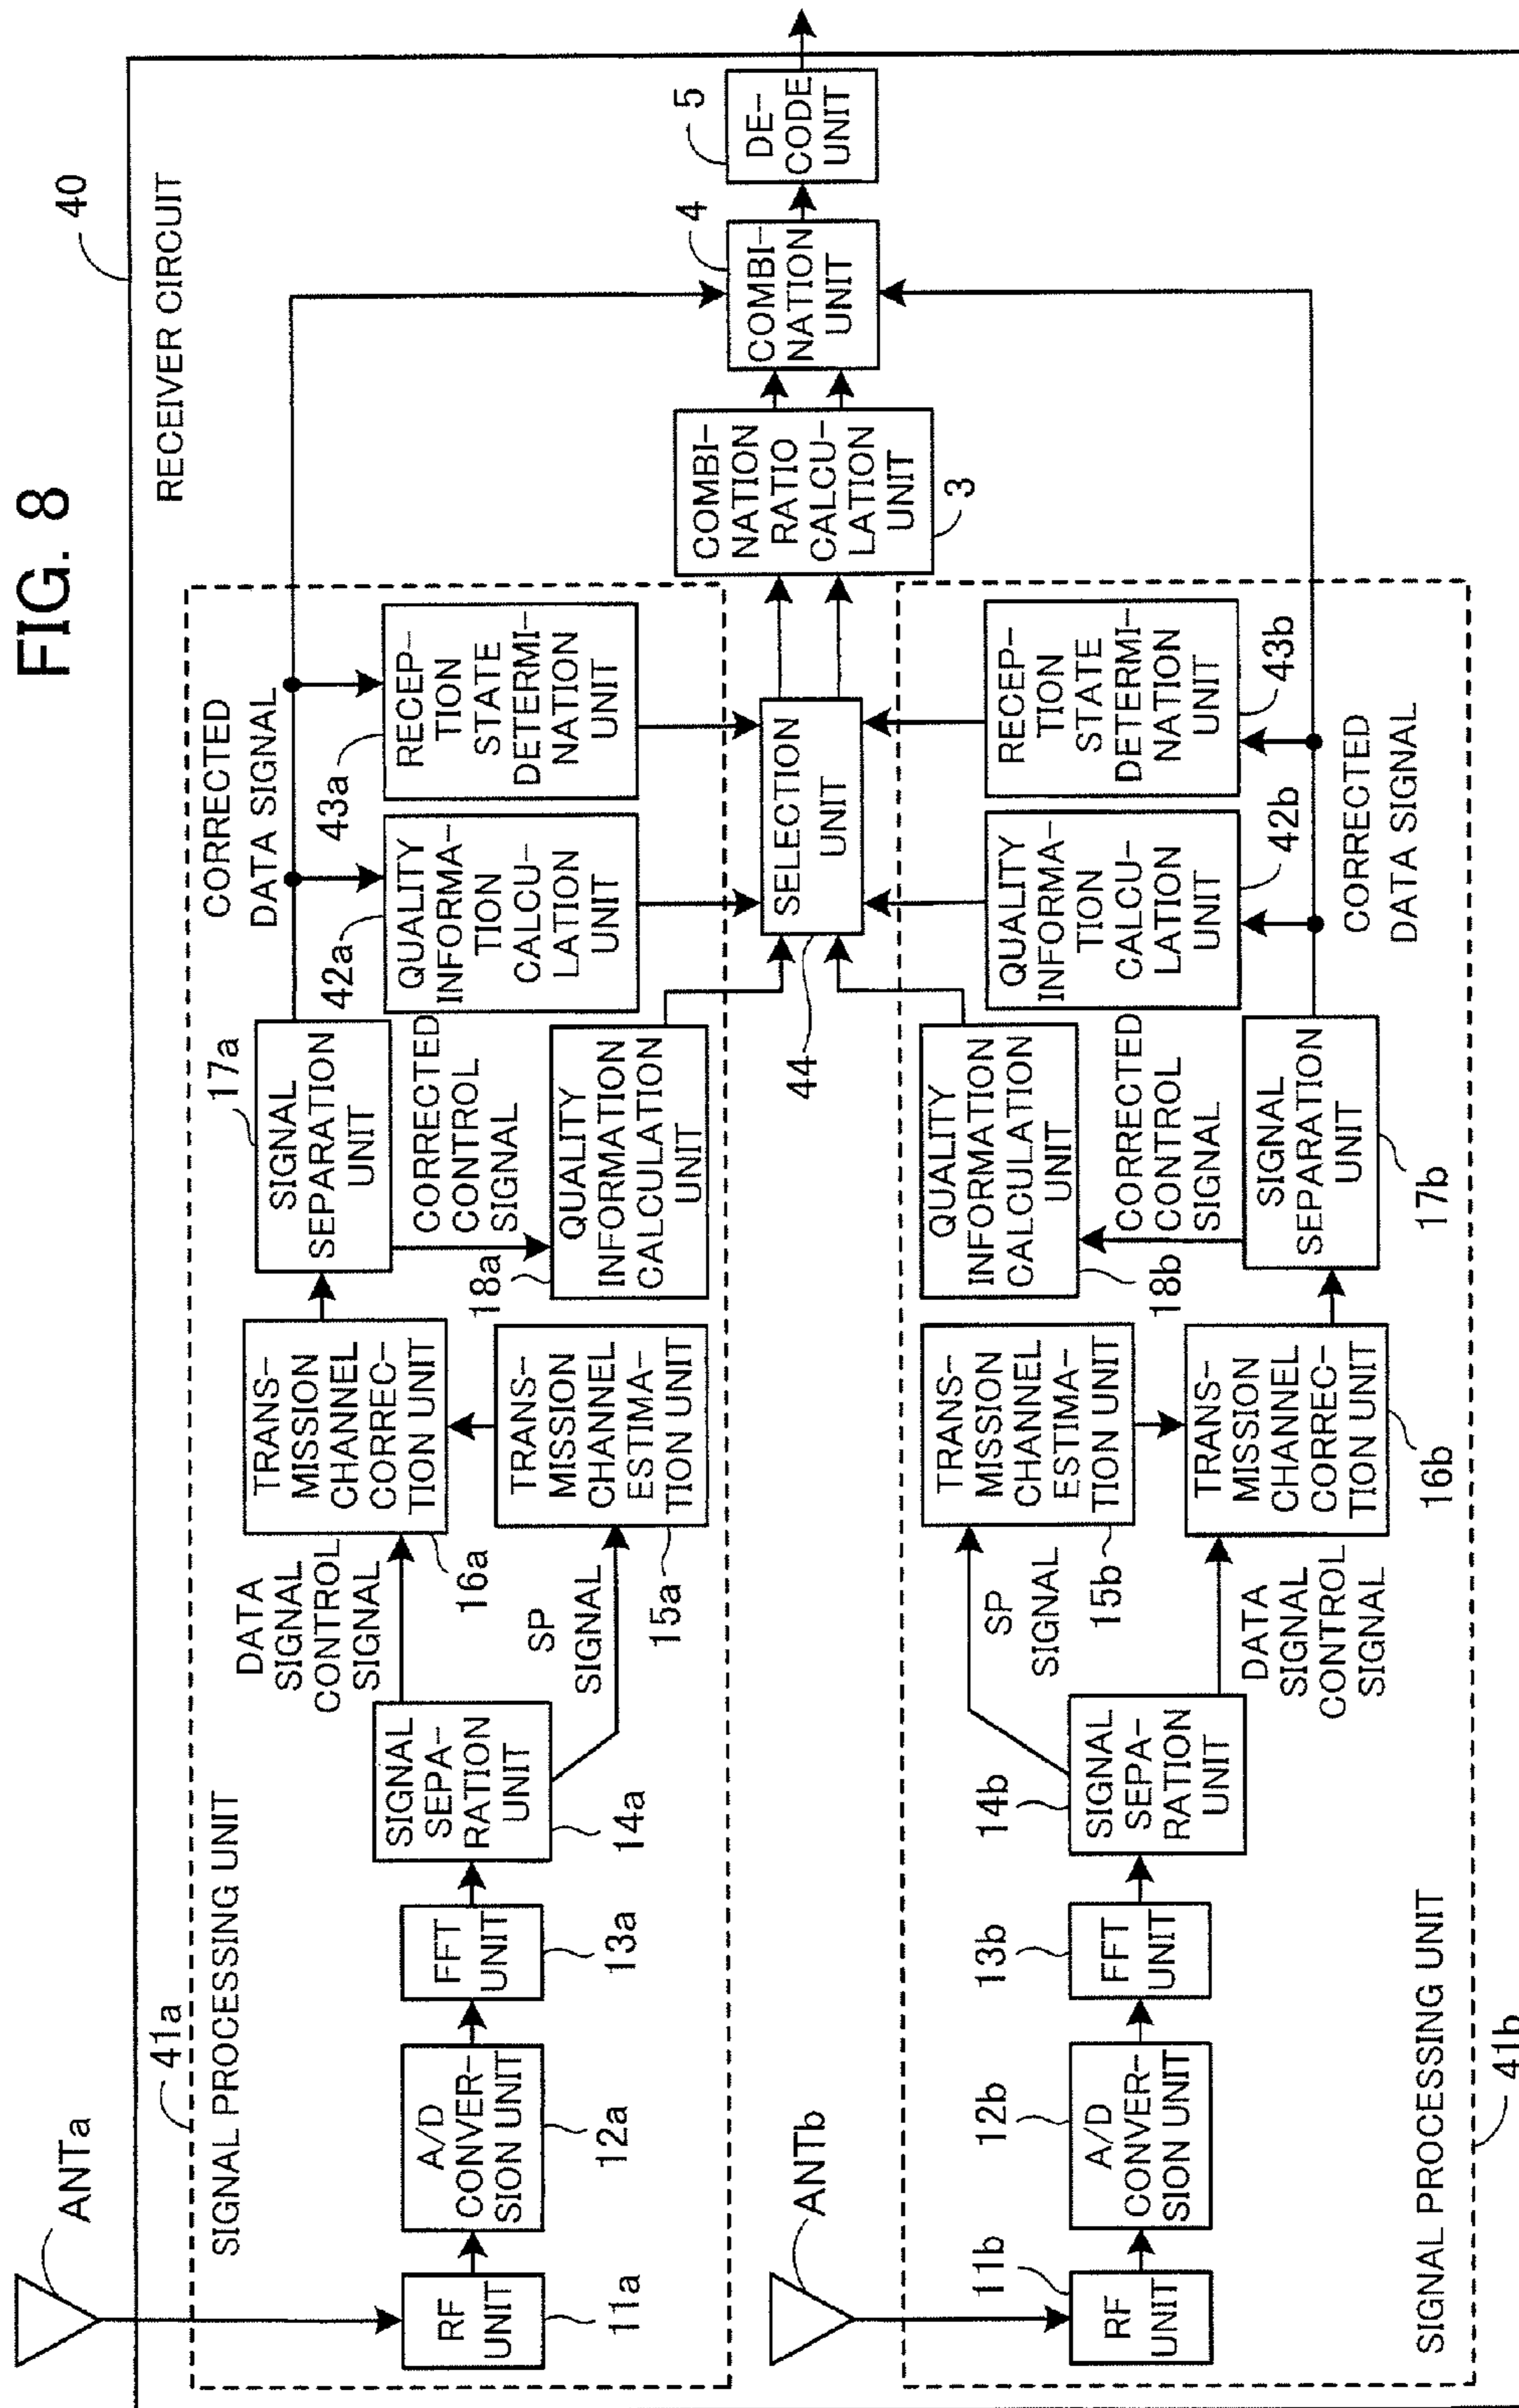 FIG. 8
40
RECEIVER CIRCUIT
ANTa
41a
SIGNAL PROCESSING UNIT
RF
UNIT
11a
A/D
CONVER-
SION UNIT
12a
FFT
UNIT
13a
SIGNAL
SEPA-
RATION
UNIT
14a
DATA
SIGNAL
CONTROL
SIGNAL
SP
SIGNAL
TRANS-
MISSION
CHANNEL
CORREC-
TION UNIT
16a
TRANS-
MISSION
CHANNEL
ESTIMA-
TION UNIT
15a
17a
SIGNAL
SEPARATION
UNIT
CORRECTED
CONTROL
SIGNAL
18a
QUALITY
INFORMATION
CALCULATION
UNIT
CORRECTED
DATA SIGNAL
42a
QUALITY
INFORMA-
TION
CALCU-
LATION
UNIT
43a
RECEP-
TION
STATE
DETERMI-
NATION
UNIT
SELECTION
UNIT
44
COMBI-
NATION
RATIO
CALCU-
LATION
UNIT
3
4
COMBI-
NATION
UNIT
5
DE-
CODE
UNIT
ANTb
11b
RF
UNIT
12b
A/D
CONVER-
SION UNIT
13b
FFT
UNIT
14b
SIGNAL
SEPA-
RATION
UNIT
SP
SIGNAL
DATA
SIGNAL
CONTROL
SIGNAL
TRANS-
MISSION
CHANNEL
ESTIMA-
TION UNIT
15b
TRANS-
MISSION
CHANNEL
CORREC-
TION UNIT
16b
QUALITY
INFORMATION
CALCULATION
UNIT
18b
CORRECTED
CONTROL
SIGNAL
SIGNAL
SEPARATION
UNIT
17b
QUALITY
INFORMA-
TION
CALCU-
LATION
UNIT
42b
RECEP-
TION
STATE
DETERMI-
NATION
UNIT
43b
CORRECTED
DATA SIGNAL
SIGNAL PROCESSING UNIT
41b